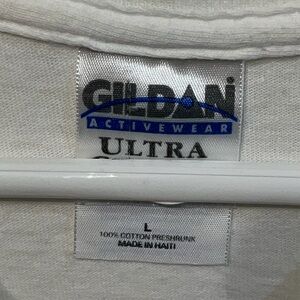 GILDAN
ACTIVEWEAR
ULTRA
L
100% COTTON PRESHRUNK
MADE IN HAITI